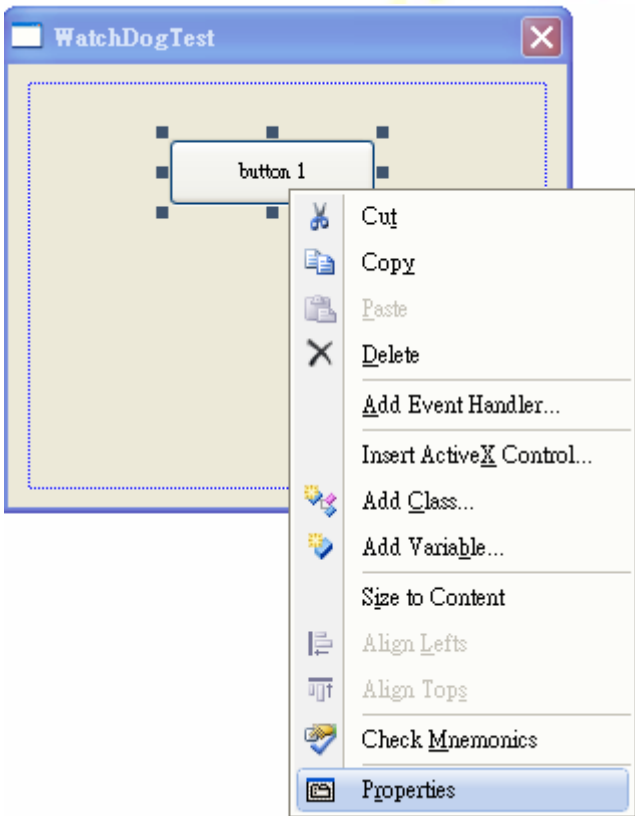 WatchDogTest
button 1
Cut
Copy
Paste
Delete
Add Event Handler...
Insert ActiveX Control...
Add Class...
Add Variable...
Size to Content
Align Lefts
Align Tops
Check Mnemonics
Properties